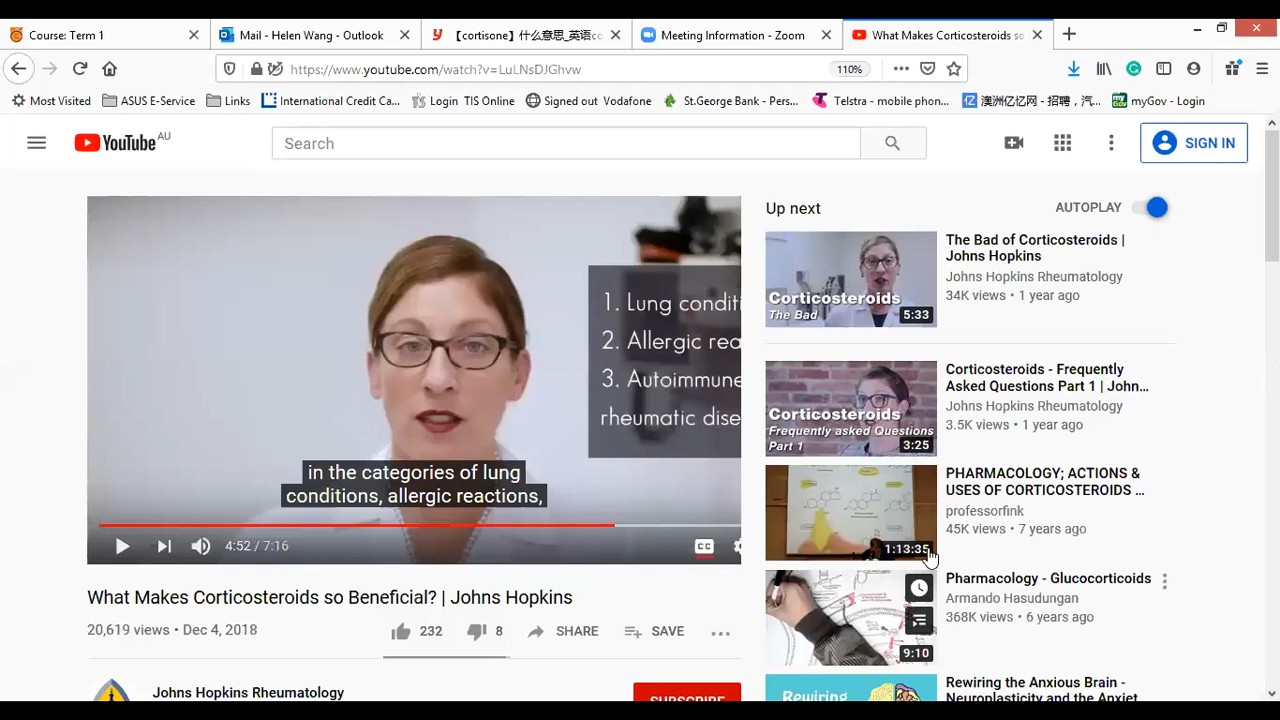 Course: Term 1
Mail - Helen Wang - Outlook
【cortisone】什么意思_英语co
Meeting Information - Zoom
What Makes Corticosteroids so
https://www.youtube.com/watch?v=LuLNsDJGhvw
110%
Most Visited
ASUS E-Service
Links
International Credit Ca...
Login TIS Online
Signed out Vodafone
St.George Bank - Pers...
Telstra - mobile phon...
澳洲亿忆网 - 招聘，汽...
myGov - Login
YouTube AU
Search
SIGN IN
1. Lung conditi
2. Allergic rea
3. Autoimmune
rheumatic dise
in the categories of lung
conditions, allergic reactions,
4:52 / 7:16
CC
What Makes Corticosteroids so Beneficial? | Johns Hopkins
20,619 views • Dec 4, 2018
232
8
SHARE
SAVE
Johns Hopkins Rheumatology
SUBSCRIBE
Up next
AUTOPLAY
Corticosteroids
The Bad
5:33
The Bad of Corticosteroids |
Johns Hopkins
Johns Hopkins Rheumatology
34K views • 1 year ago
Corticosteroids
Frequently asked Questions
Part 1
3:25
Corticosteroids - Frequently
Asked Questions Part 1 | John...
Johns Hopkins Rheumatology
3.5K views • 1 year ago
1:13:35
PHARMACOLOGY; ACTIONS &
USES OF CORTICOSTEROIDS ...
professorfink
45K views • 7 years ago
9:10
Pharmacology - Glucocorticoids
Armando Hasudungan
368K views • 6 years ago
Rewiring
Rewiring the Anxious Brain -
Neuroplasticity and the Anxiet